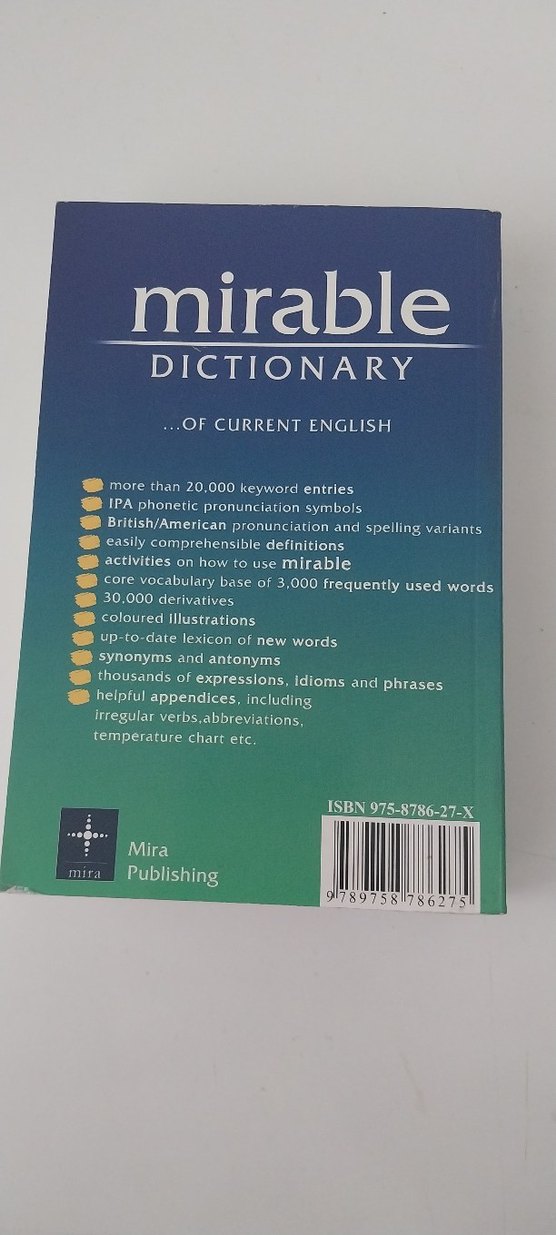 mirable
DICTIONARY
...OF CURRENT ENGLISH
more than 20,000 keyword entries
IPA phonetic pronunciation symbols
British/American pronunciation and spelling variants
easily comprehensible definitions
activities on how to use mirable
core vocabulary base of 3,000 frequently used words
30.000 derivatives
coloured illustrations
up-to-date lexicon of new words
synonyms and antonyms
thousands of expressions, idioms and phrases
helpful appendices, including
irregular verbs,abbreviations,
temperature chart etc.
ISBN 975-8786-27-X
9 789758 786275
mira
Mira
Publishing